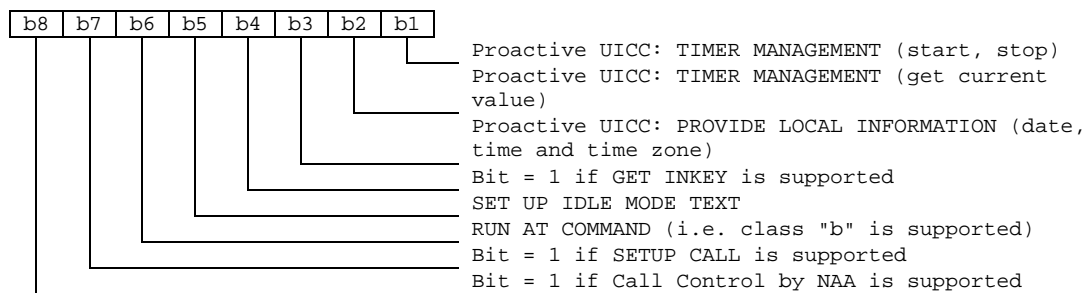 b8 b7 b6 b5 b4 b3 b2 b1
Proactive UICC: TIMER MANAGEMENT (start, stop)
Proactive UICC: TIMER MANAGEMENT (get current
value)
Proactive UICC: PROVIDE LOCAL INFORMATION (date,
time and time zone)
Bit = 1 if GET INKEY is supported
SET UP IDLE MODE TEXT
RUN AT COMMAND (i.e. class "b" is supported)
Bit = 1 if SETUP CALL is supported
Bit = 1 if Call Control by NAA is supported